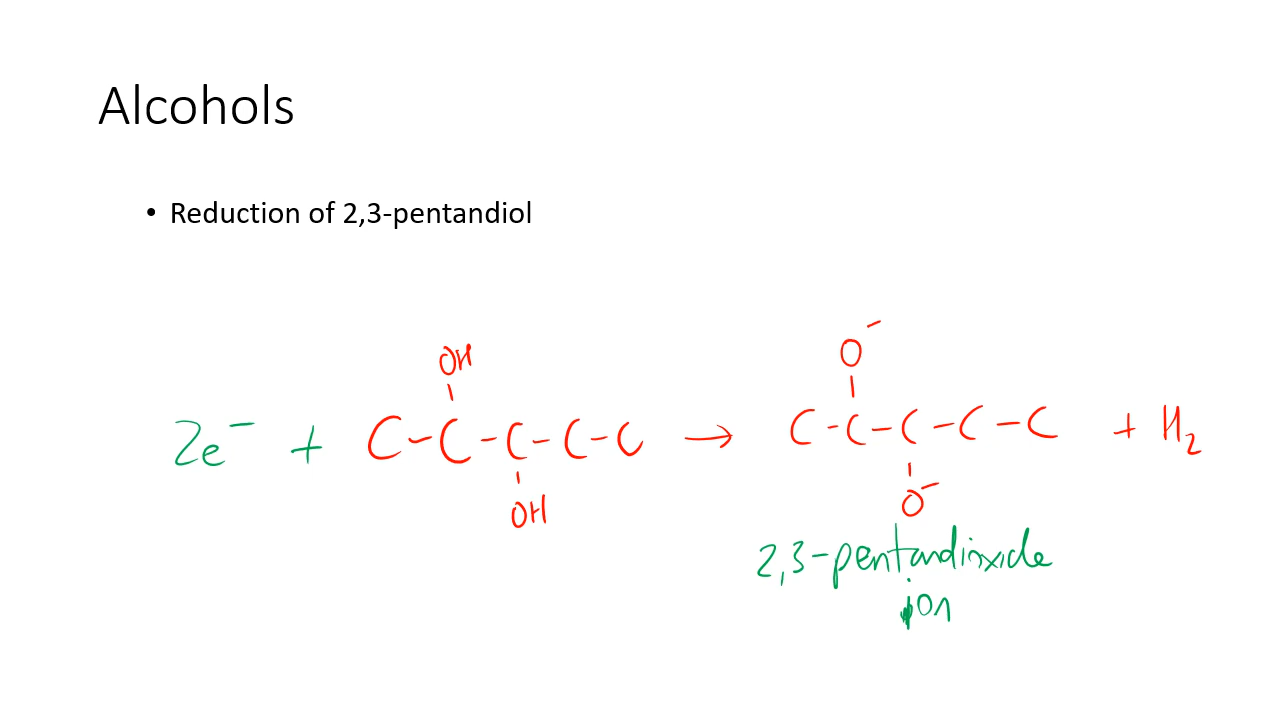 Alcohols
• Reduction of 2,3-pentandiol
O⁻
OH
2e⁻ + C-C-C-C-C → C-C-C-C-C + H₂
OH
O⁻
2,3-pentandioxide
ion